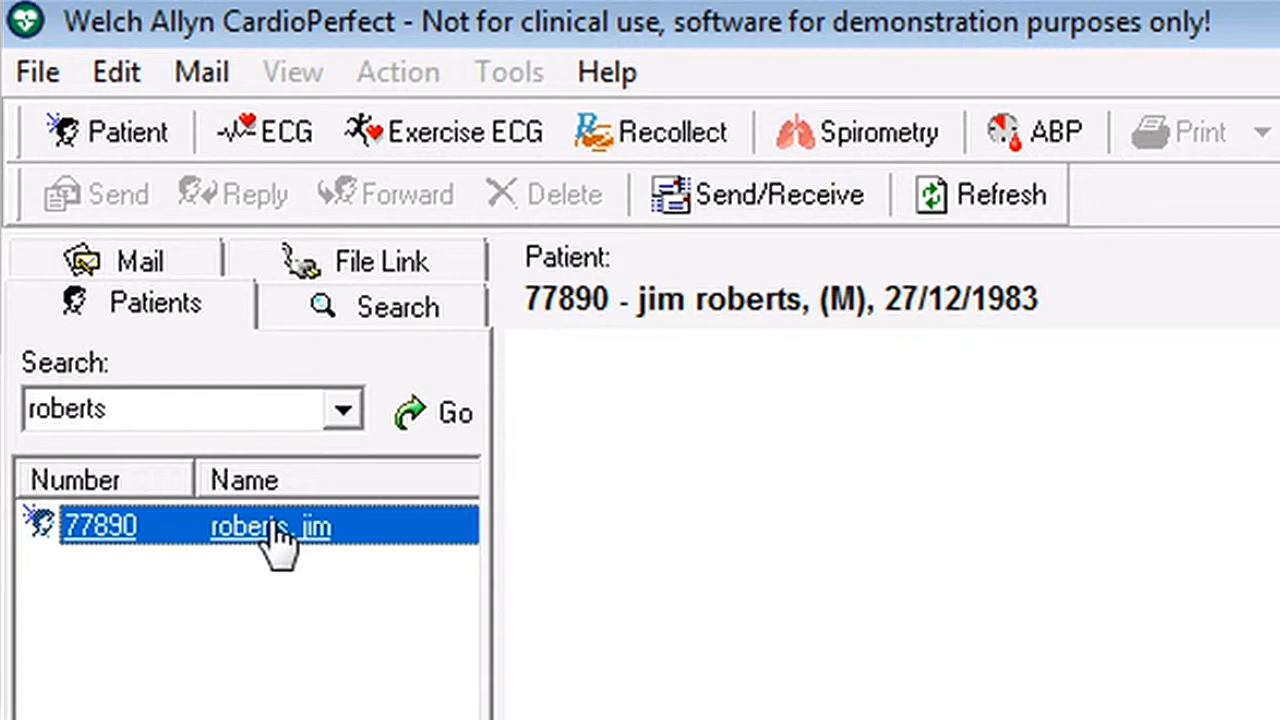 Welch Allyn CardioPerfect - Not for clinical use, software for demonstration purposes only!
File Edit Mail View Action Tools Help
Patient ECG Exercise ECG Recollect Spirometry ABP Print
Send Reply Forward Delete Send/Receive Refresh
Mail File Link
Patients Search
Patient:
77890 - jim roberts, (M), 27/12/1983
Search:
roberts Go
Number Name
77890 roberts, jim